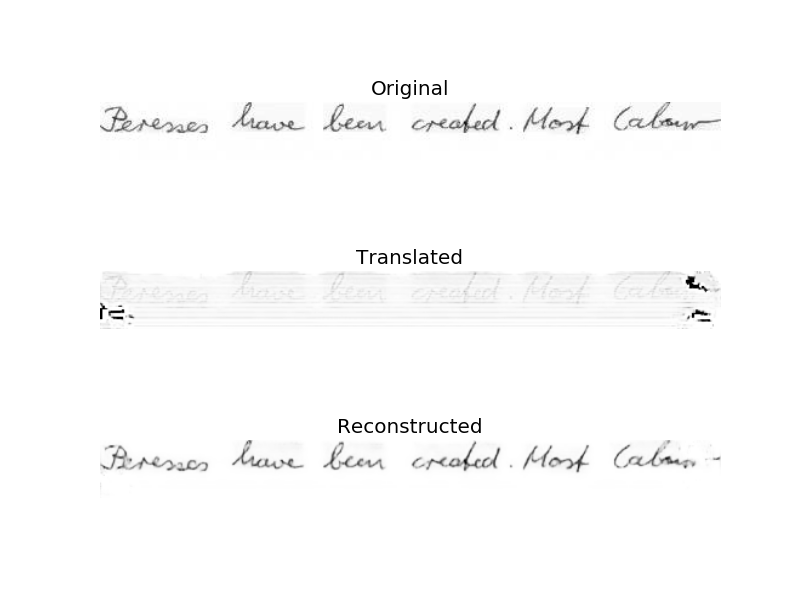 Original
Peresses have been created. Most Labour
Translated
Peresses have been created. Most Labour
Reconstructed
Peresses have been created. Most Labour